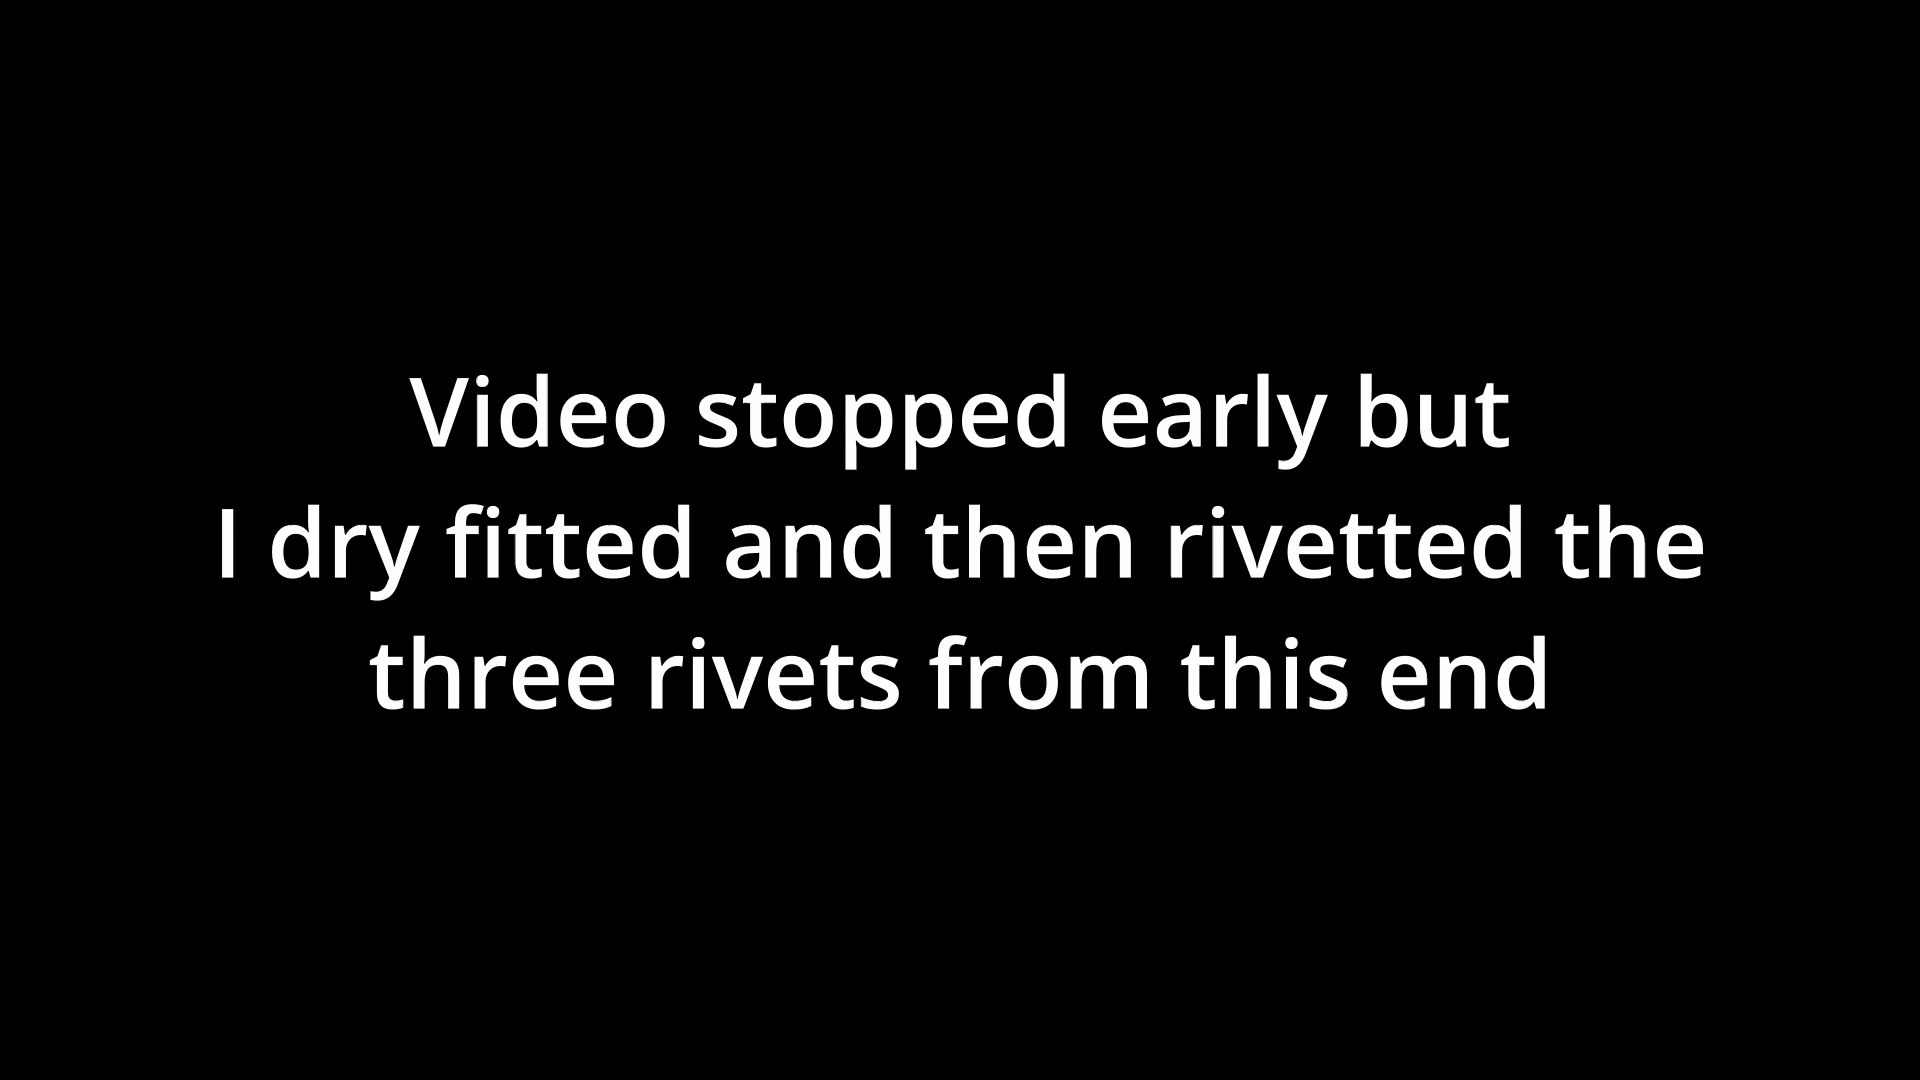 Video stopped early but
I dry fitted and then rivetted the
three rivets from this end